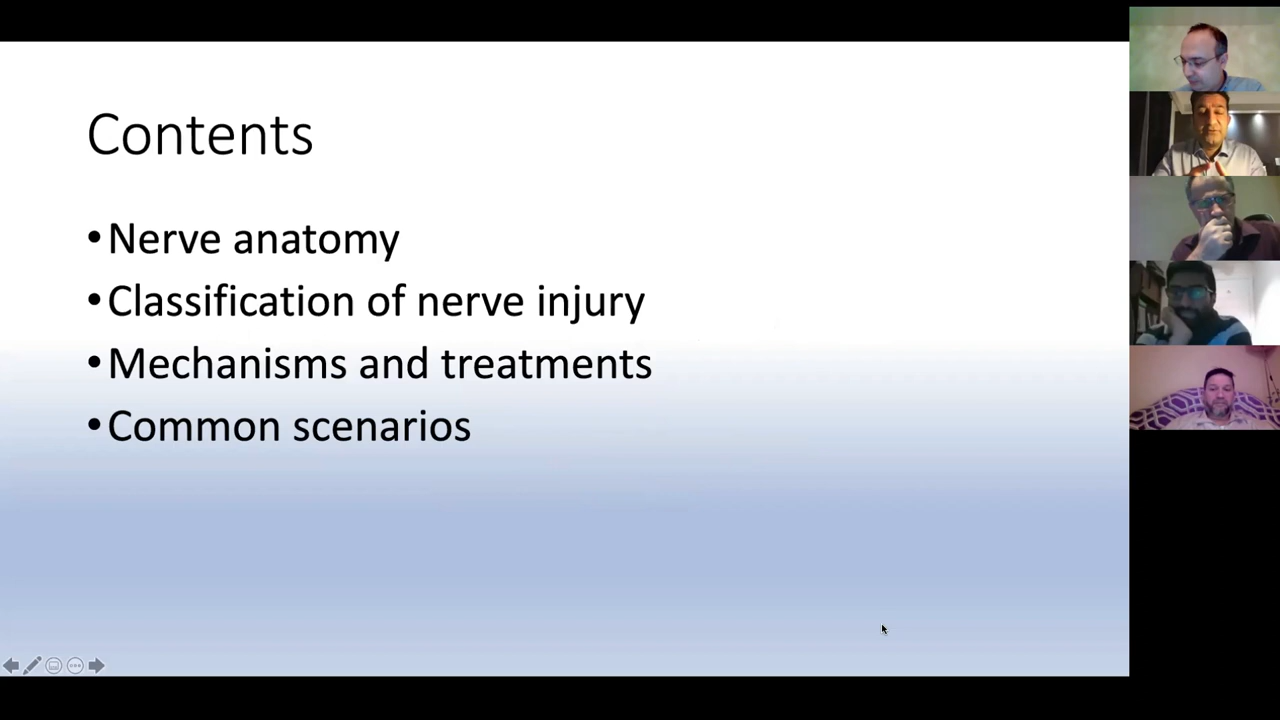 Contents
•Nerve anatomy
•Classification of nerve injury
•Mechanisms and treatments
•Common scenarios